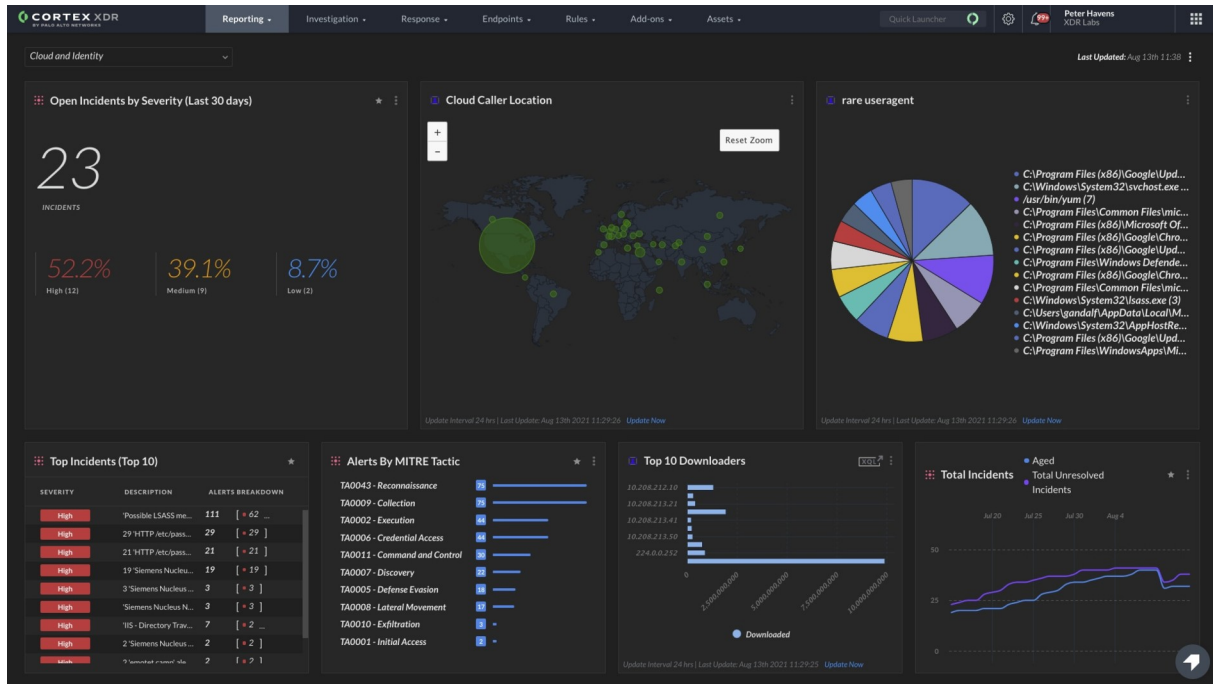 CORTEX XDR
BY PALO ALTO NETWORKS
Reporting
Investigation
Response
Endpoints
Rules
Add-ons
Assets
Quick Launcher
99+
Peter Havens
XDR Labs
Cloud and Identity
Last Updated: Aug 13th 11:38
Open Incidents by Severity (Last 30 days)
23
INCIDENTS
52.2%
High (12)
39.1%
Medium (9)
8.7%
Low (2)
Cloud Caller Location
+
-
Reset Zoom
Update Interval 24 hrs | Last Update: Aug 13th 2021 11:29:26 Update Now
rare useragent
C:\Program Files (x86)\Google\Upd...
C:\Windows\System32\svchost.exe ...
/usr/bin/yum (7)
C:\Program Files\Common Files\mic...
C:\Program Files (x86)\Microsoft Of...
C:\Program Files (x86)\Google\Chro...
C:\Program Files (x86)\Google\Upd...
C:\Program Files\Windows Defende...
C:\Program Files (x86)\Google\Chro...
C:\Program Files\Common Files\mic...
C:\Windows\System32\lsass.exe (3)
C:\Users\gandalf\AppData\Local\M...
C:\Windows\System32\AppHostRe...
C:\Program Files (x86)\Google\Upd...
C:\Program Files\WindowsApps\Mi...
Update Interval 24 hrs | Last Update: Aug 13th 2021 11:29:26 Update Now
Top Incidents (Top 10)
SEVERITY DESCRIPTION ALERTS BREAKDOWN
High 'Possible LSASS me... 111 [ 62 ...
High 29 'HTTP /etc/pass... 29 [ 29 ]
High 21 'HTTP /etc/pass... 21 [ 21 ]
High 19 'Siemens Nucleu... 19 [ 19 ]
High 3 'Siemens Nucleus ... 3 [ 3 ]
High 'Siemens Nucleus N... 3 [ 3 ]
High 'IIS - Directory Trav... 7 [ 2 ...
High 2 'Siemens Nucleus ... 2 [ 2 ]
High 2 'emotet camp' ale... 2 [ 2 ]
Alerts By MITRE Tactic
TA0043 - Reconnaissance 75
TA0009 - Collection 75
TA0002 - Execution 44
TA0006 - Credential Access 44
TA0011 - Command and Control 30
TA0007 - Discovery 22
TA0005 - Defense Evasion 18
TA0008 - Lateral Movement 17
TA0010 - Exfiltration 3
TA0001 - Initial Access 2
Top 10 Downloaders
XQL
10.208.212.10
10.208.213.21
10.208.213.41
10.208.213.50
224.0.0.252
0 2,500,000,000 5,000,000,000 7,500,000,000 10,000,000,000
Downloaded
Update Interval 24 hrs | Last Update: Aug 13th 2021 11:29:25 Update Now
Total Incidents
Aged
Total Unresolved
Incidents
Jul 20 Jul 25 Jul 30 Aug 4
50
25
0